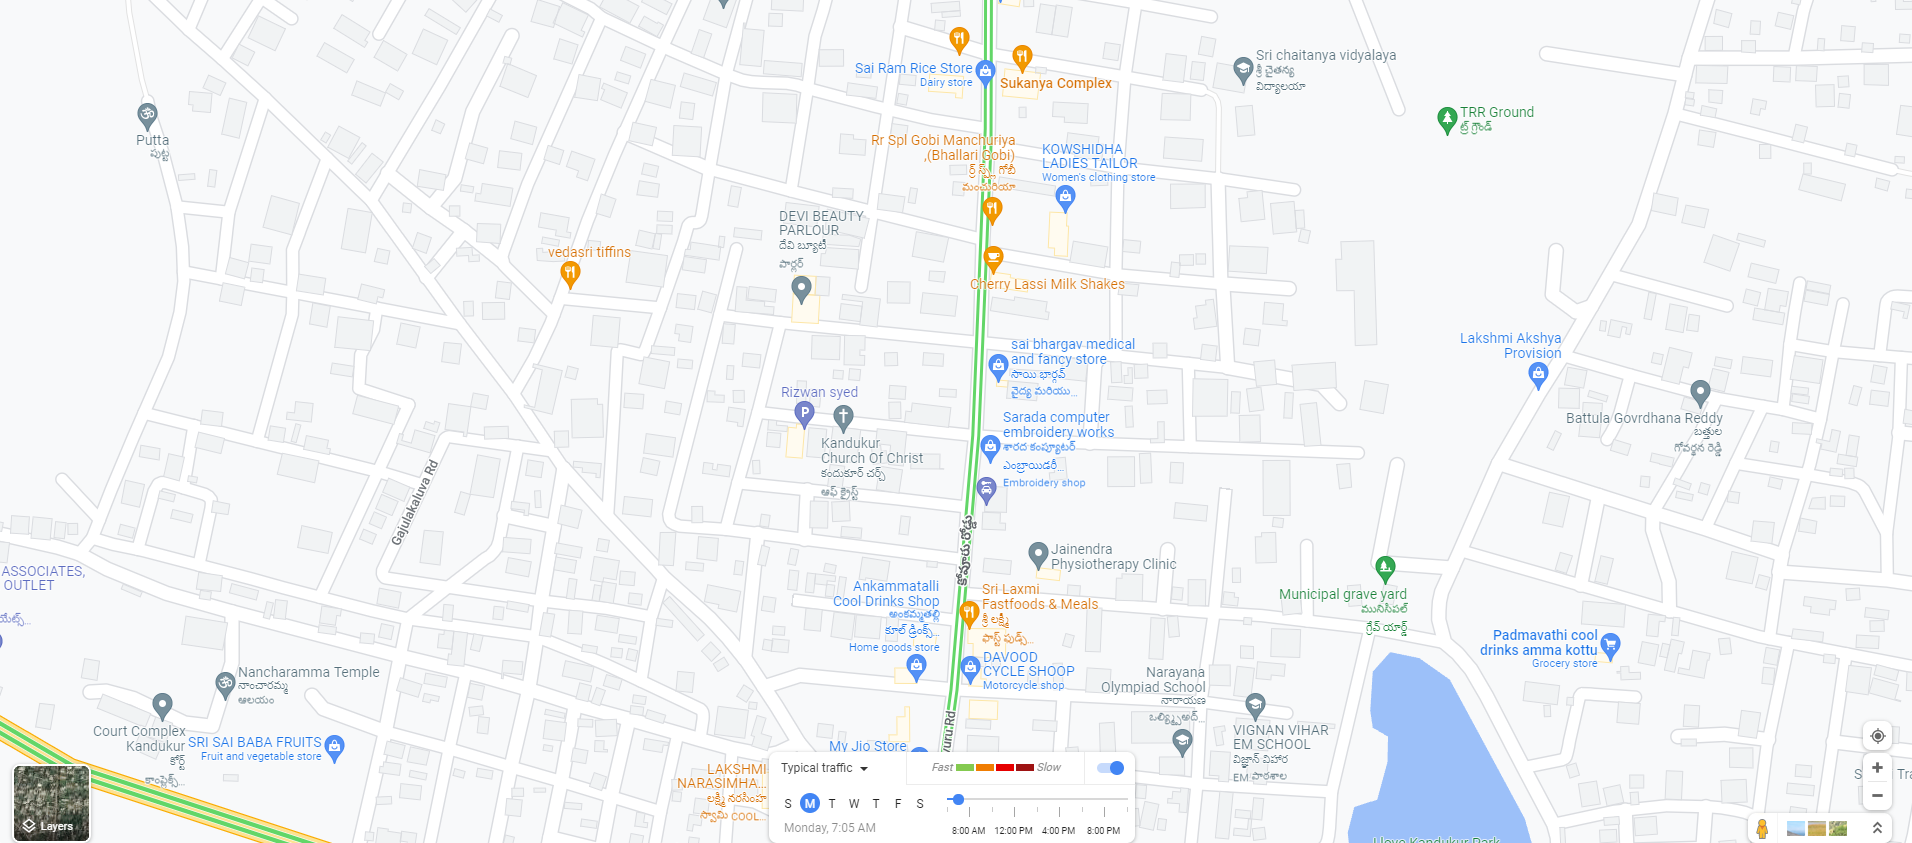 Sri chaitanya vidyalaya
శ్రీ చైతన్య
విద్యాలయా
Sai Ram Rice Store
Dairy store
Sukanya Complex
TRR Ground
ట్ర్ గ్రౌండ్
Putta
పుట్ట
Rr Spl Gobi Manchuriya
,(Bhallari Gobi)
ర్ర్ స్ప్ల్ గోబీ
మంచురియా
KOWSHIDHA
LADIES TAILOR
Women's clothing store
DEVI BEAUTY
PARLOUR
దేవి బ్యూటీ
పార్లర్
vedasri tiffins
Cherry Lassi Milk Shakes
sai bhargav medical
and fancy store
సాయి భార్గవ్
వైద్య మరియు...
Lakshmi Akshya
Provision
Rizwan syed
Kandukur
Church Of Christ
కందుకూర్ చర్చ్
ఆఫ్ క్రైస్ట్
Sarada computer
embroidery works
శారద కంప్యూటర్
ఎంబ్రాయిడరీ...
Embroidery shop
Battula Govrdhana Reddy
బత్తుల
గోవర్ధన రెడ్డి
Gajulakaluva Rd
కోవూరు రోడ్డు
Jainendra
Physiotherapy Clinic
ASSOCIATES,
OUTLET
యేట్స్...
Ankammatalli
Cool Drinks Shop
అంకమ్మతల్లి
కూల్ డ్రింక్స్...
Home goods store
Sri Laxmi
Fastfoods & Meals
శ్రీ లక్ష్మీ
ఫాస్ట్ ఫుడ్స్...
Municipal grave yard
మునిసిపల్
గ్రేవ్ యార్డ్
Padmavathi cool
drinks amma kottu
Grocery store
DAVOOD
CYCLE SHOOP
Motorcycle shop
Nancharamma Temple
నాంచారమ్మ
ఆలయం
Narayana
Olympiad School
నారాయణ
ఒలిమ్పిఅద్...
Court Complex
Kandukur
కోర్ట్
కాంప్లెక్స్...
SRI SAI BABA FRUITS
Fruit and vegetable store
VIGNAN VIHAR
EM SCHOOL
విజ్ఞాన్ విహార
EM పాఠశాల
My Jio Store
vuru Rd
LAKSHMI
NARASIMHA...
లక్ష్మీ నరసింహ
స్వామి COOL...
Typical traffic
Fast
Slow
S M T W T F S
Monday, 7:05 AM
8:00 AM 12:00 PM 4:00 PM 8:00 PM
Layers
I love Kandukur Park